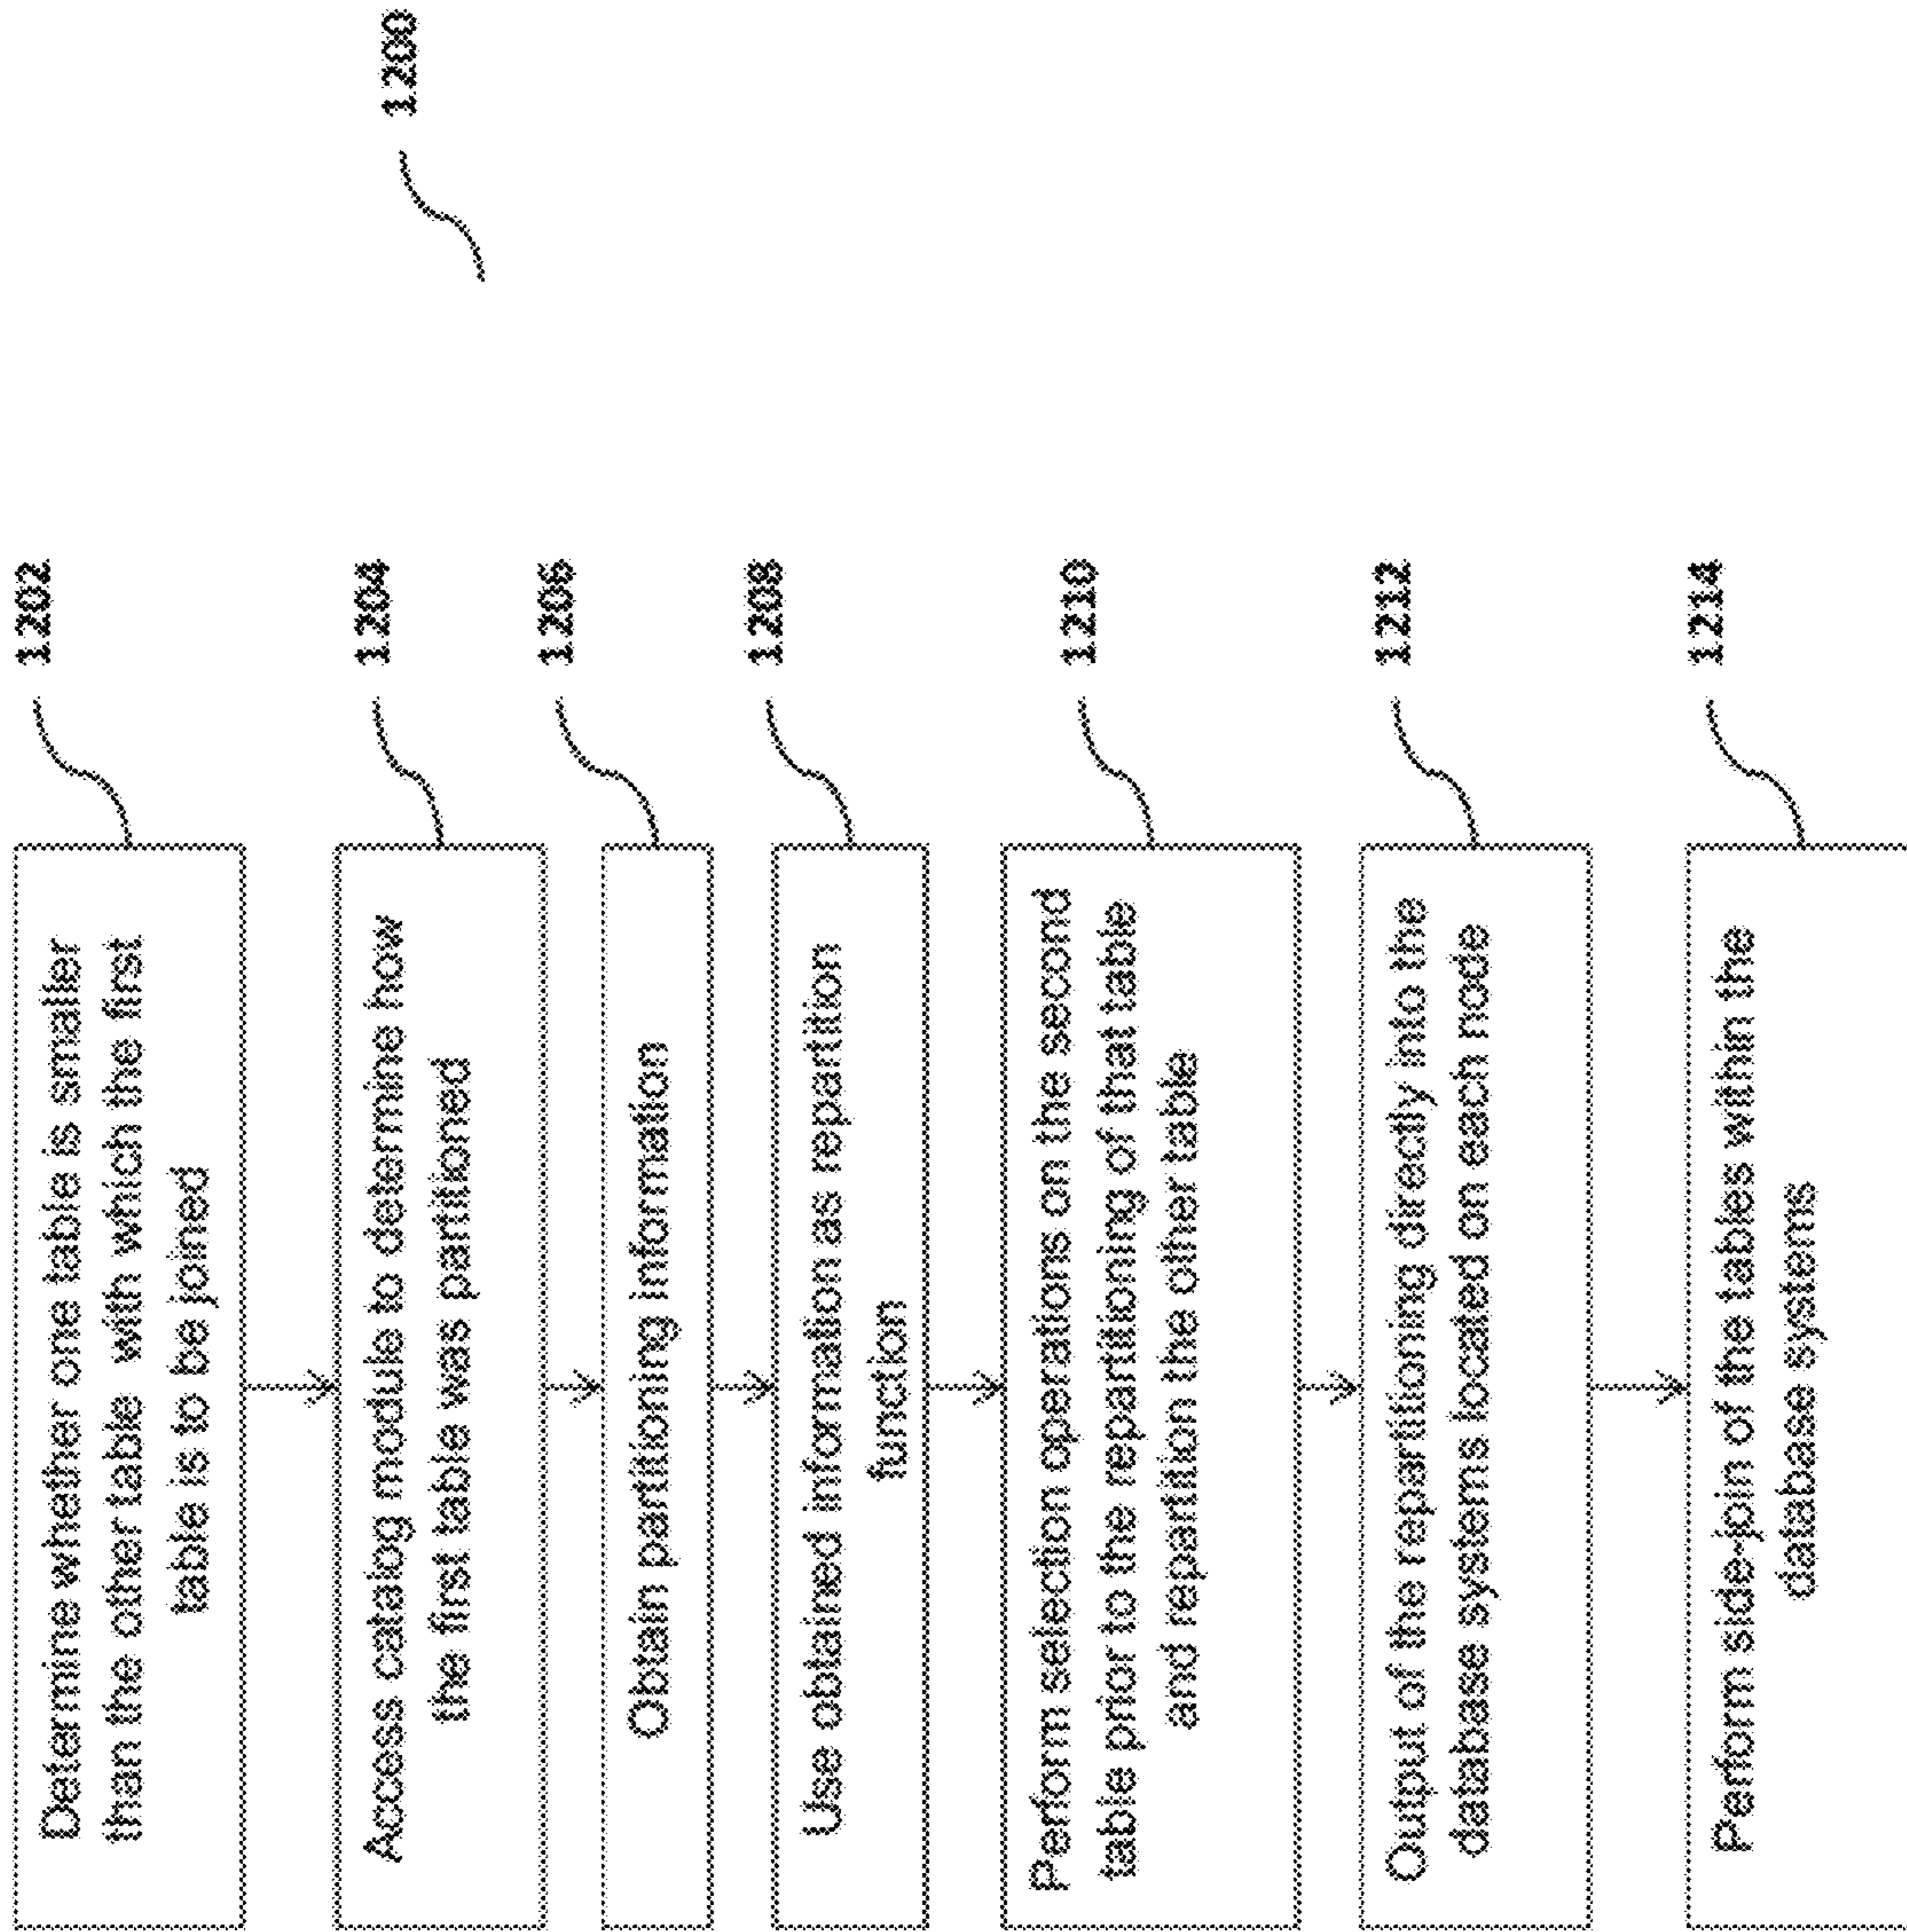 1200
Determine whether one table is smaller
than the other table with which the first
table is to be joined
1202
Access catalog module to determine how
the first table was partitioned
1204
Obtain partitioning information
1206
Use obtained information as repartition
function
1208
Perform selection operations on the second
table prior to the repartitioning of that table
and repartition the other table
1210
Output of the repartitioning directly into the
database systems located on each node
1212
Perform side-join of the tables within the
database systems
1214